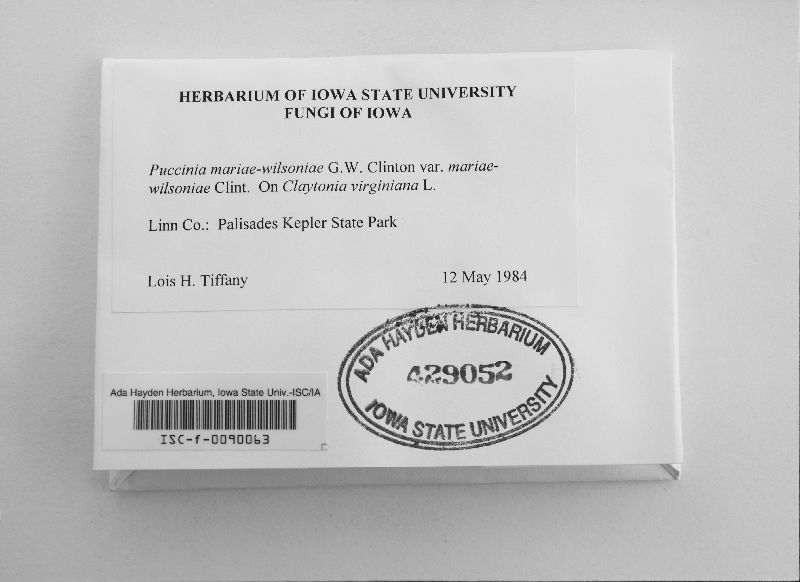 HERBARIUM OF IOWA STATE UNIVERSITY
FUNGI OF IOWA
Puccinia mariae-wilsoniae G.W. Clinton var. mariae-
wilsoniae Clint. On Claytonia virginiana L.
Linn Co.: Palisades Kepler State Park
Lois H. Tiffany 12 May 1984
ADA HAYDEN HERBARIUM
429052
IOWA STATE UNIVERSITY
Ada Hayden Herbarium, Iowa State Univ.-ISC/IA
ISC-f-0090063